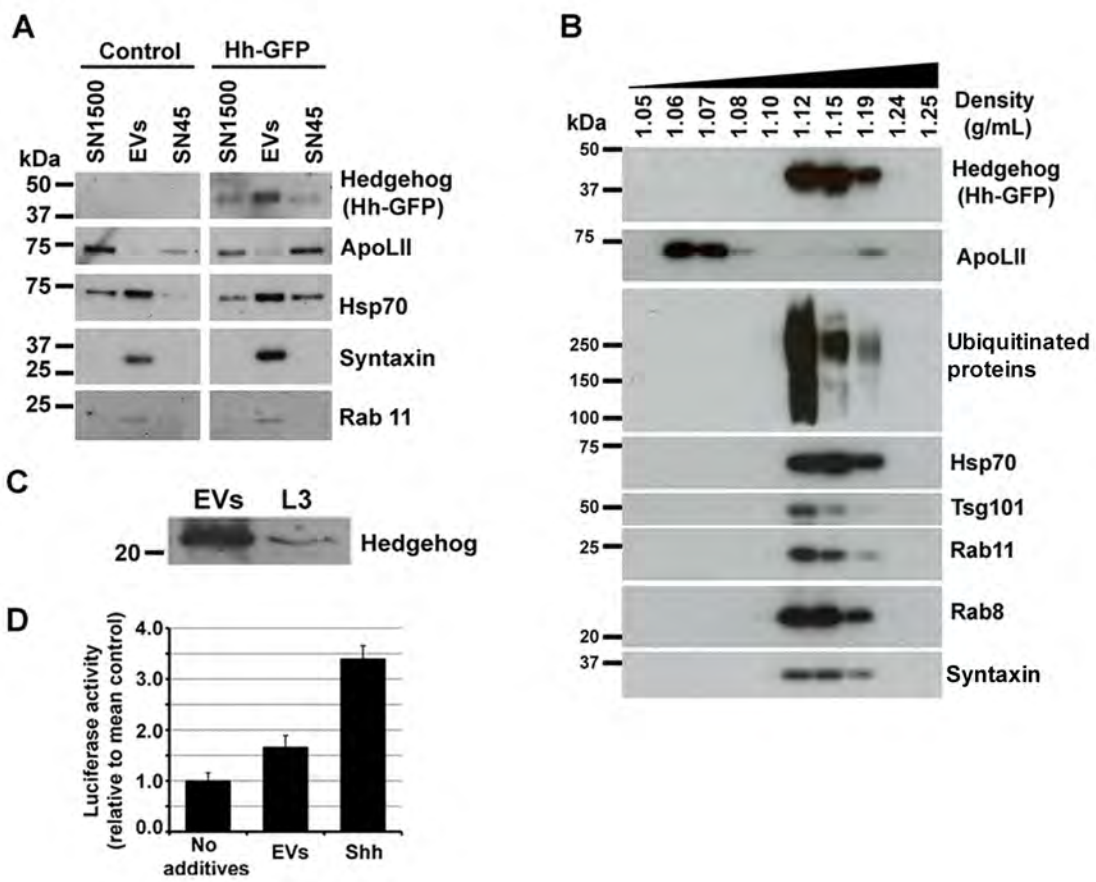 A
Control Hh-GFP
SN1500 EVs SN45 SN1500 EVs SN45
kDa
50
37
Hedgehog
(Hh-GFP)
75
ApoLII
75
Hsp70
37
25
Syntaxin
25
Rab 11
B
1.05 1.06 1.07 1.08 1.10 1.12 1.15 1.19 1.24 1.25
Density
(g/mL)
kDa
50
37
Hedgehog
(Hh-GFP)
75
ApoLII
250
150
100
Ubiquitinated
proteins
75
Hsp70
50
Tsg101
25
Rab11
20
Rab8
37
Syntaxin
C
EVs L3
20
Hedgehog
D
Luciferase activity
(relative to mean control)
4.0
3.0
2.0
1.0
0.0
No
additives
EVs
Shh